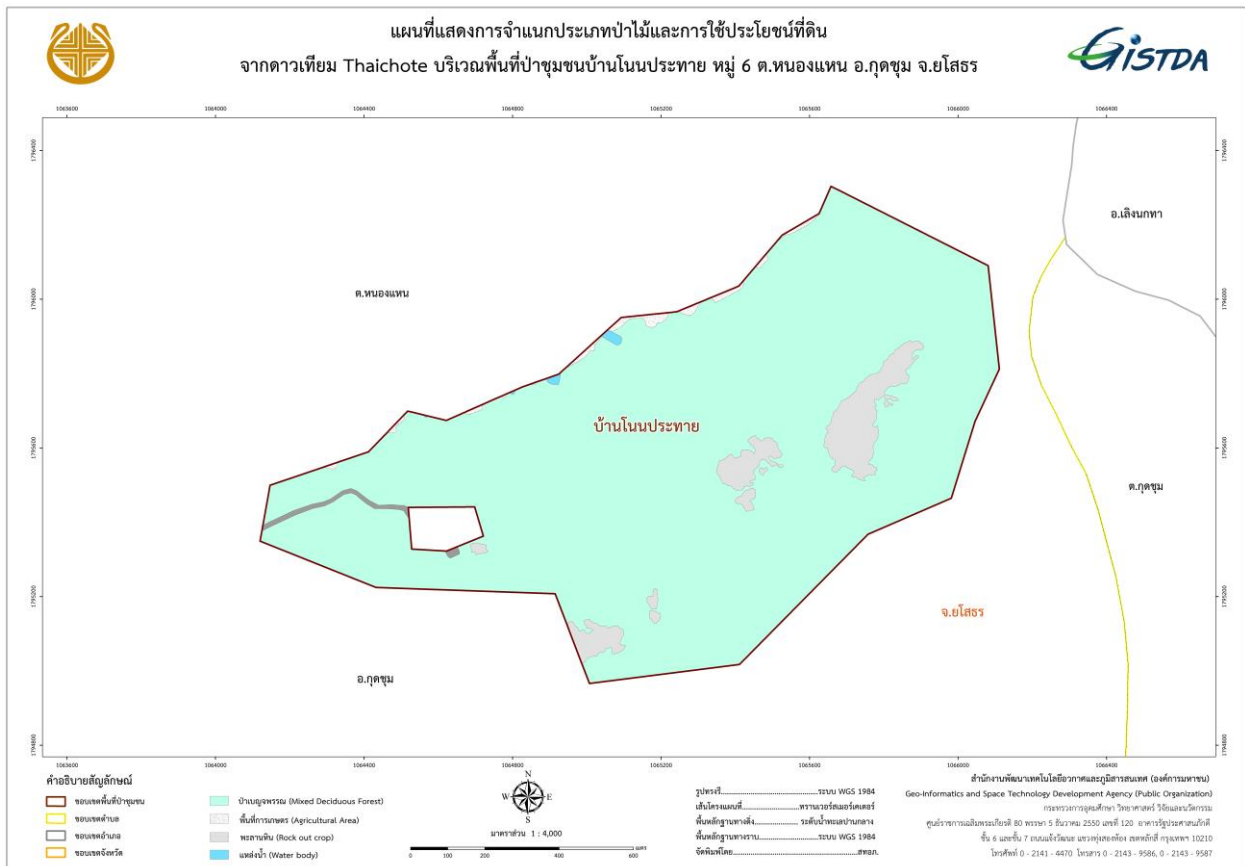 แผนที่แสดงการจำแนกประเภทป่าไม้และการใช้ประโยชน์ที่ดิน
จากดาวเทียม Thaichote บริเวณพื้นที่ป่าชุมชนบ้านโนนประทาย หมู่ 6 ต.หนองแหน อ.กุดชุม จ.ยโสธร
GISTDA
1063600 1064000 1064400 1064800 1065200 1065600 1066000 1066400
1796400 1796400
อ.เลิงนกทา
ต.หนองแหน
1796000 1796000
บ้านโนนประทาย
1795600 1795600
ต.กุดชุม
1795200 1795200
จ.ยโสธร
อ.กุดชุม
1794800 1794800
1063600 1064000 1064400 1064800 1065200 1065600 1066000 1066400
คำอธิบายสัญลักษณ์
ขอบเขตพื้นที่ป่าชุมชน
ขอบเขตตำบล
ขอบเขตอำเภอ
ขอบเขตจังหวัด
ป่าเบญจพรรณ (Mixed Deciduous Forest)
พื้นที่การเกษตร (Agricultural Area)
พะลานหิน (Rock out crop)
แหล่งน้ำ (Water body)
N
W E
S
มาตราส่วน 1 : 4,000
เมตร
0 100 200 400 600
รูปทรงรี...ระบบ WGS 1984
เส้นโครงแผนที่...ทรานเวอร์สเมอร์เคเตอร์
พื้นหลักฐานทางดิ่ง... ระดับน้ำทะเลปานกลาง
พื้นหลักฐานทางราบ...ระบบ WGS 1984
จัดพิมพ์โดย...สทอภ.
สำนักงานพัฒนาเทคโนโลยีอวกาศและภูมิสารสนเทศ (องค์การมหาชน)
Geo-Informatics and Space Technology Development Agency (Public Organization)
กระทรวงการอุดมศึกษา วิทยาศาสตร์ วิจัยและนวัตกรรม
ศูนย์ราชการเฉลิมพระเกียรติ 80 พรรษา 5 ธันวาคม 2550 เลขที่ 120 อาคารรัฐประศาสนภักดี
ชั้น 6 และชั้น 7 ถนนแจ้งวัฒนะ แขวงทุ่งสองห้อง เขตหลักสี่ กรุงเทพฯ 10210
โทรศัพท์ 0 - 2141 - 4470 โทรสาร 0 - 2143 - 9586, 0 - 2143 - 9587